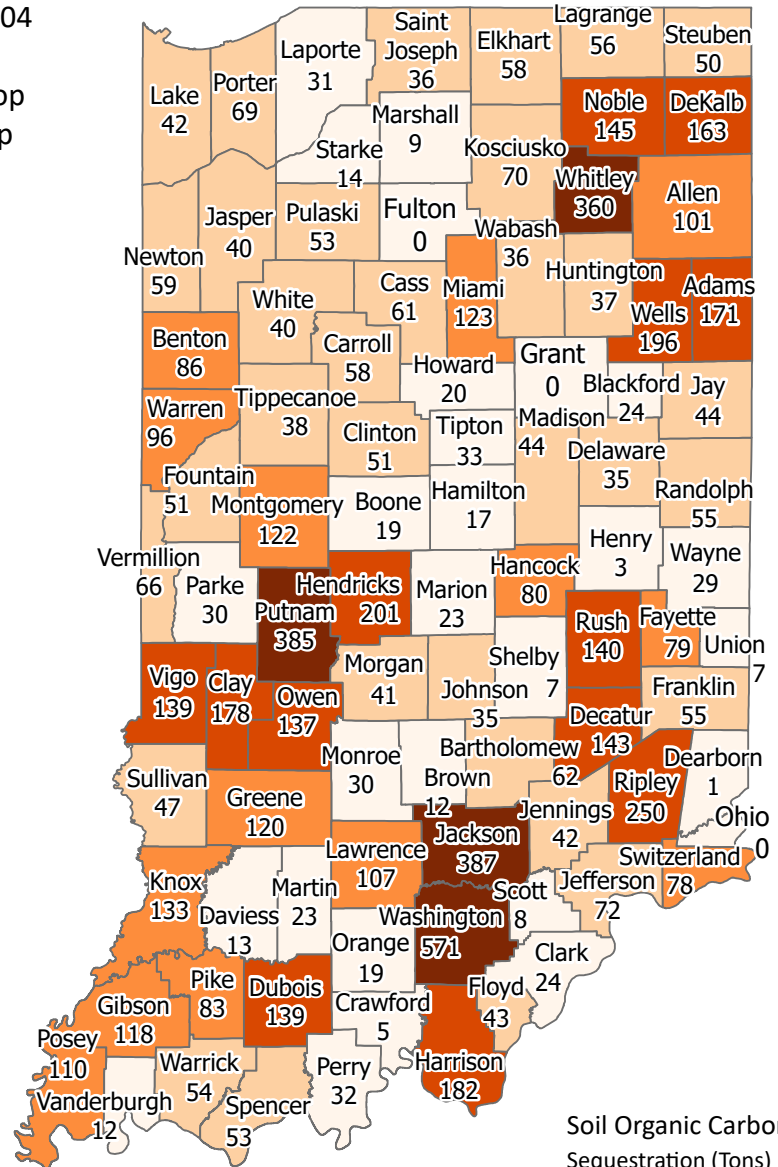 04
op
p
Lagrange
56
Saint
Joseph
36
Elkhart
58
Steuben
50
Laporte
31
Porter
69
Lake
42
Noble
145
DeKalb
163
Marshall
9
Starke
14
Kosciusko
70
Whitley
360
Allen
101
Fulton
0
Pulaski
53
Jasper
40
Newton
59
Wabash
36
Huntington
37
Miami
123
Cass
61
White
40
Adams
171
Wells
196
Benton
86
Carroll
58
Howard
20
Grant
0
Blackford
24
Jay
44
Warren
96
Tippecanoe
38
Clinton
51
Tipton
33
Madison
44
Delaware
35
Fountain
51
Montgomery
122
Boone
19
Hamilton
17
Randolph
55
Vermillion
66
Parke
30
Putnam
385
Hendricks
201
Marion
23
Hancock
80
Henry
3
Wayne
29
Rush
140
Fayette
79
Union
7
Vigo
139
Clay
178
Owen
137
Morgan
41
Johnson
35
Shelby
7
Franklin
55
Decatur
143
Sullivan
47
Greene
120
Monroe
30
Brown
12
Bartholomew
62
Ripley
250
Dearborn
1
Jennings
42
Ohio
0
Jackson
387
Lawrence
107
Switzerland
78
Jefferson
72
Knox
133
Daviess
13
Martin
23
Scott
8
Washington
571
Orange
19
Clark
24
Floyd
43
Pike
83
Dubois
139
Gibson
118
Crawford
5
Posey
110
Vanderburgh
12
Warrick
54
Spencer
53
Perry
32
Harrison
182
Soil Organic Carbon
Sequestration (Tons)